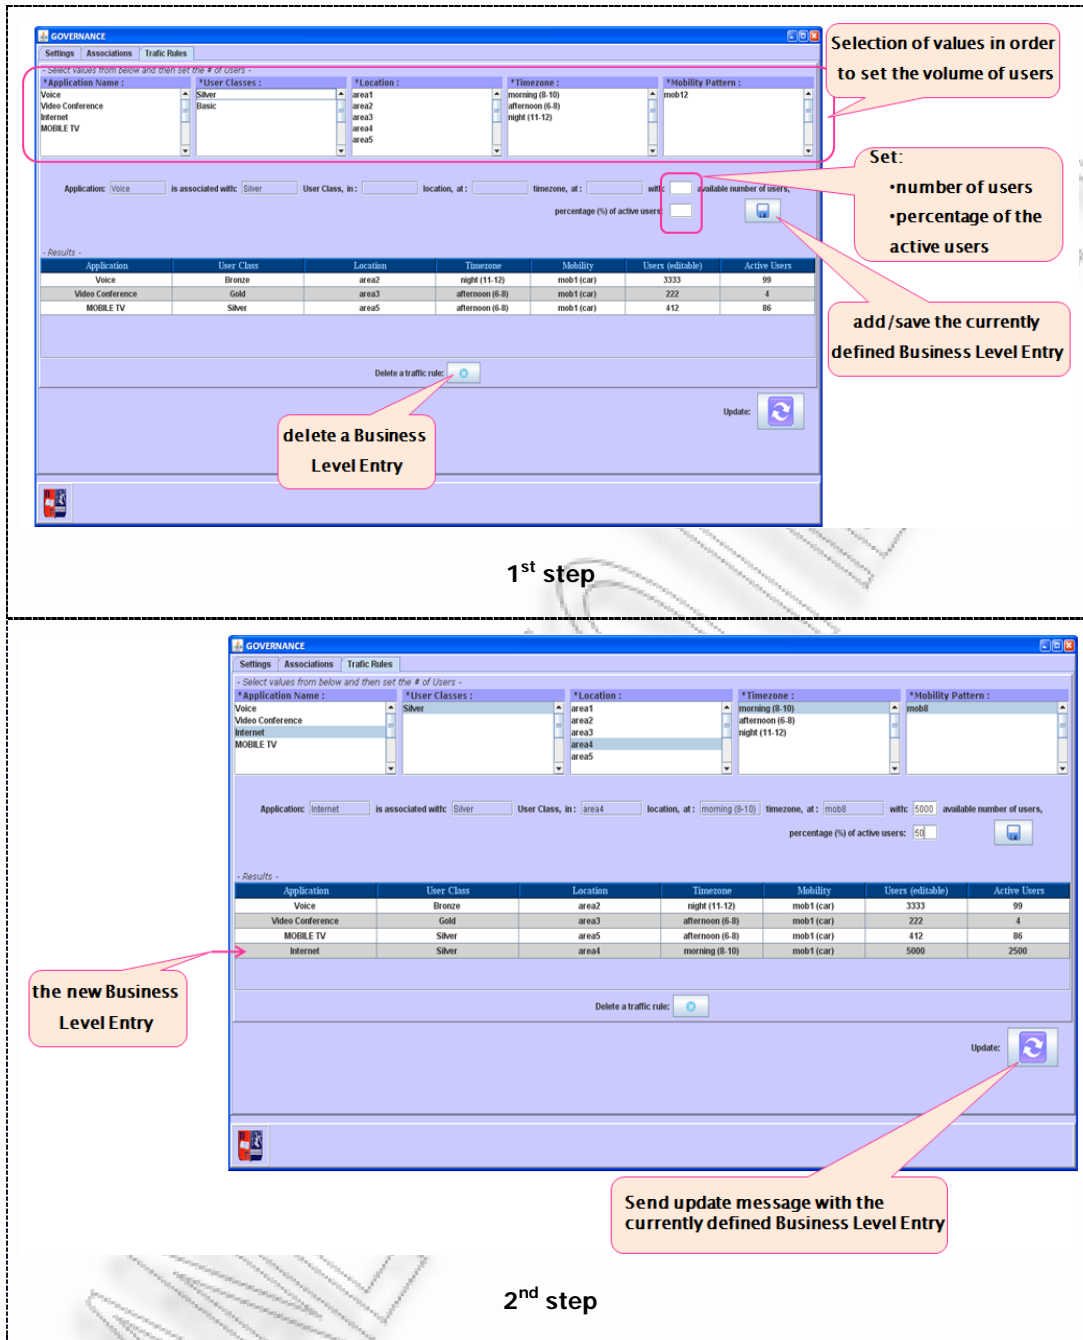 GOVERNANCE
Settings Associations Trafic Rules
- Select values from below and then set the # of Users -
*Application Name : *User Classes : *Location : *Timezone : *Mobility Pattern :
Voice Silver area1 morning (8-10) mob12
Video Conference Basic area2 afternoon (6-8)
Internet area3 night (11-12)
MOBILE TV area4
area5
Selection of values in order
to set the volume of users
Set:
•number of users
•percentage of the
active users
Application: Voice is associated with: Silver User Class, in : location, at : timezone, at : with: available number of users,
percentage (%) of active users:
- Results -
Application User Class Location Timezone Mobility Users (editable) Active Users
Voice Bronze area2 night (11-12) mob1 (car) 3333 99
Video Conference Gold area3 afternoon (6-8) mob1 (car) 222 4
MOBILE TV Silver area5 afternoon (6-8) mob1 (car) 412 86
add/save the currently
defined Business Level Entry
Delete a traffic rule:
Update:
delete a Business
Level Entry
1st step
GOVERNANCE
Settings Associations Trafic Rules
- Select values from below and then set the # of Users -
*Application Name : *User Classes : *Location : *Timezone : *Mobility Pattern :
Voice Silver area1 morning (8-10) mob8
Video Conference area2 afternoon (6-8)
Internet area3 night (11-12)
MOBILE TV area4
area5
Application: Internet is associated with: Silver User Class, in : area4 location, at : morning (8-10) timezone, at : mob8 with: 5000 available number of users,
percentage (%) of active users: 50
- Results -
Application User Class Location Timezone Mobility Users (editable) Active Users
Voice Bronze area2 night (11-12) mob1 (car) 3333 99
Video Conference Gold area3 afternoon (6-8) mob1 (car) 222 4
MOBILE TV Silver area5 afternoon (6-8) mob1 (car) 412 86
Internet Silver area4 morning (8-10) mob1 (car) 5000 2500
the new Business
Level Entry
Delete a traffic rule:
Update:
Send update message with the
currently defined Business Level Entry
2nd step